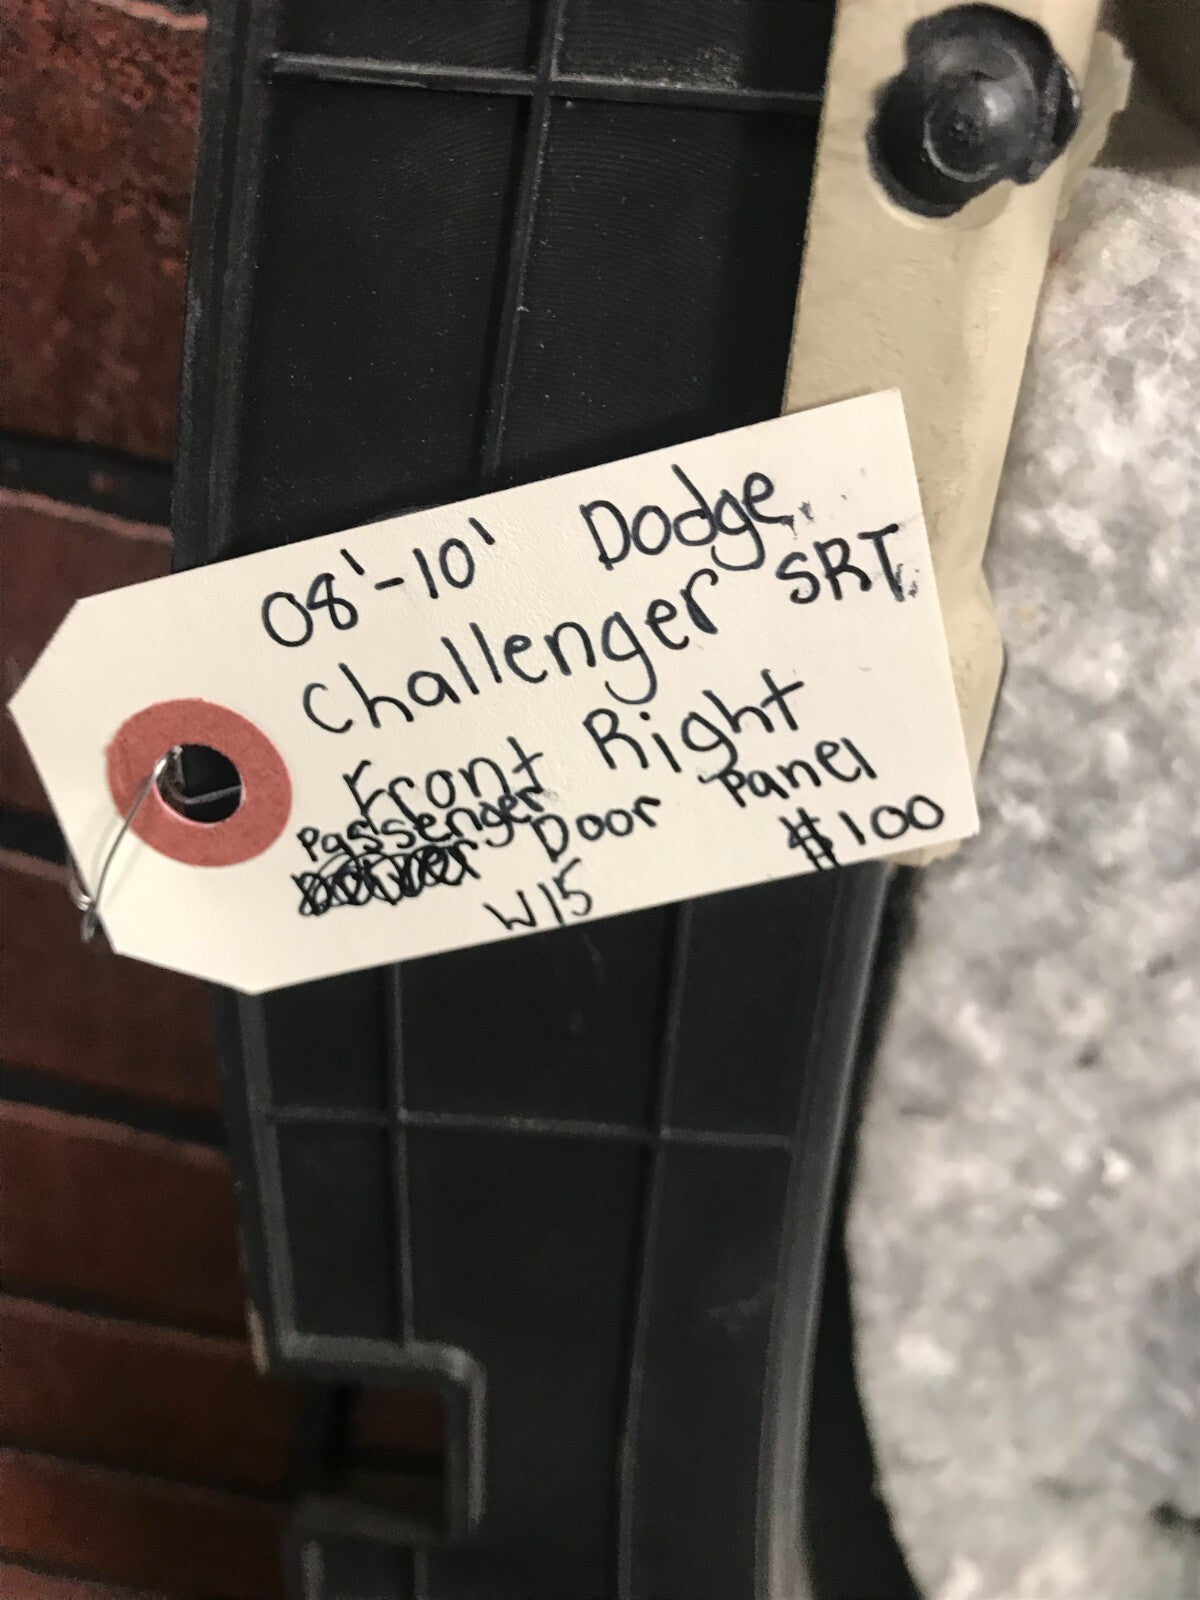 08'-10' Dodge
Challenger SRT
Front Right
Passenger Door Panel
W15 $100